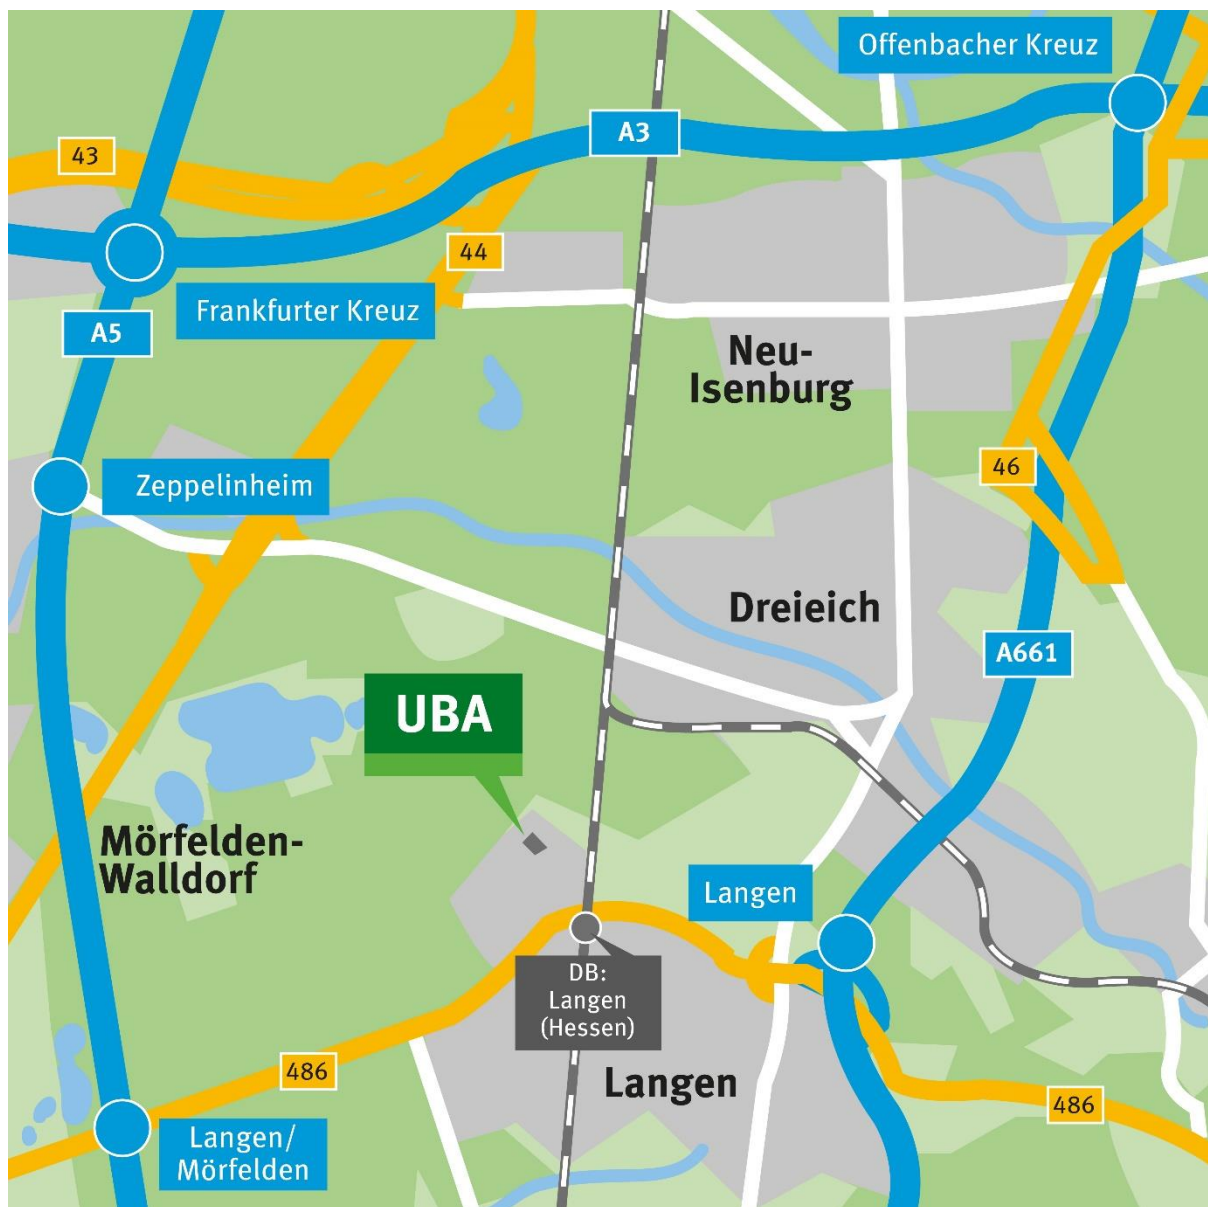 Offenbacher Kreuz
A3
43
44
Frankfurter Kreuz
A5
Neu-
Isenburg
46
Zeppelinheim
Dreieich
A661
UBA
Mörfelden-
Walldorf
Langen
DB:
Langen
(Hessen)
486
Langen
486
Langen/
Mörfelden